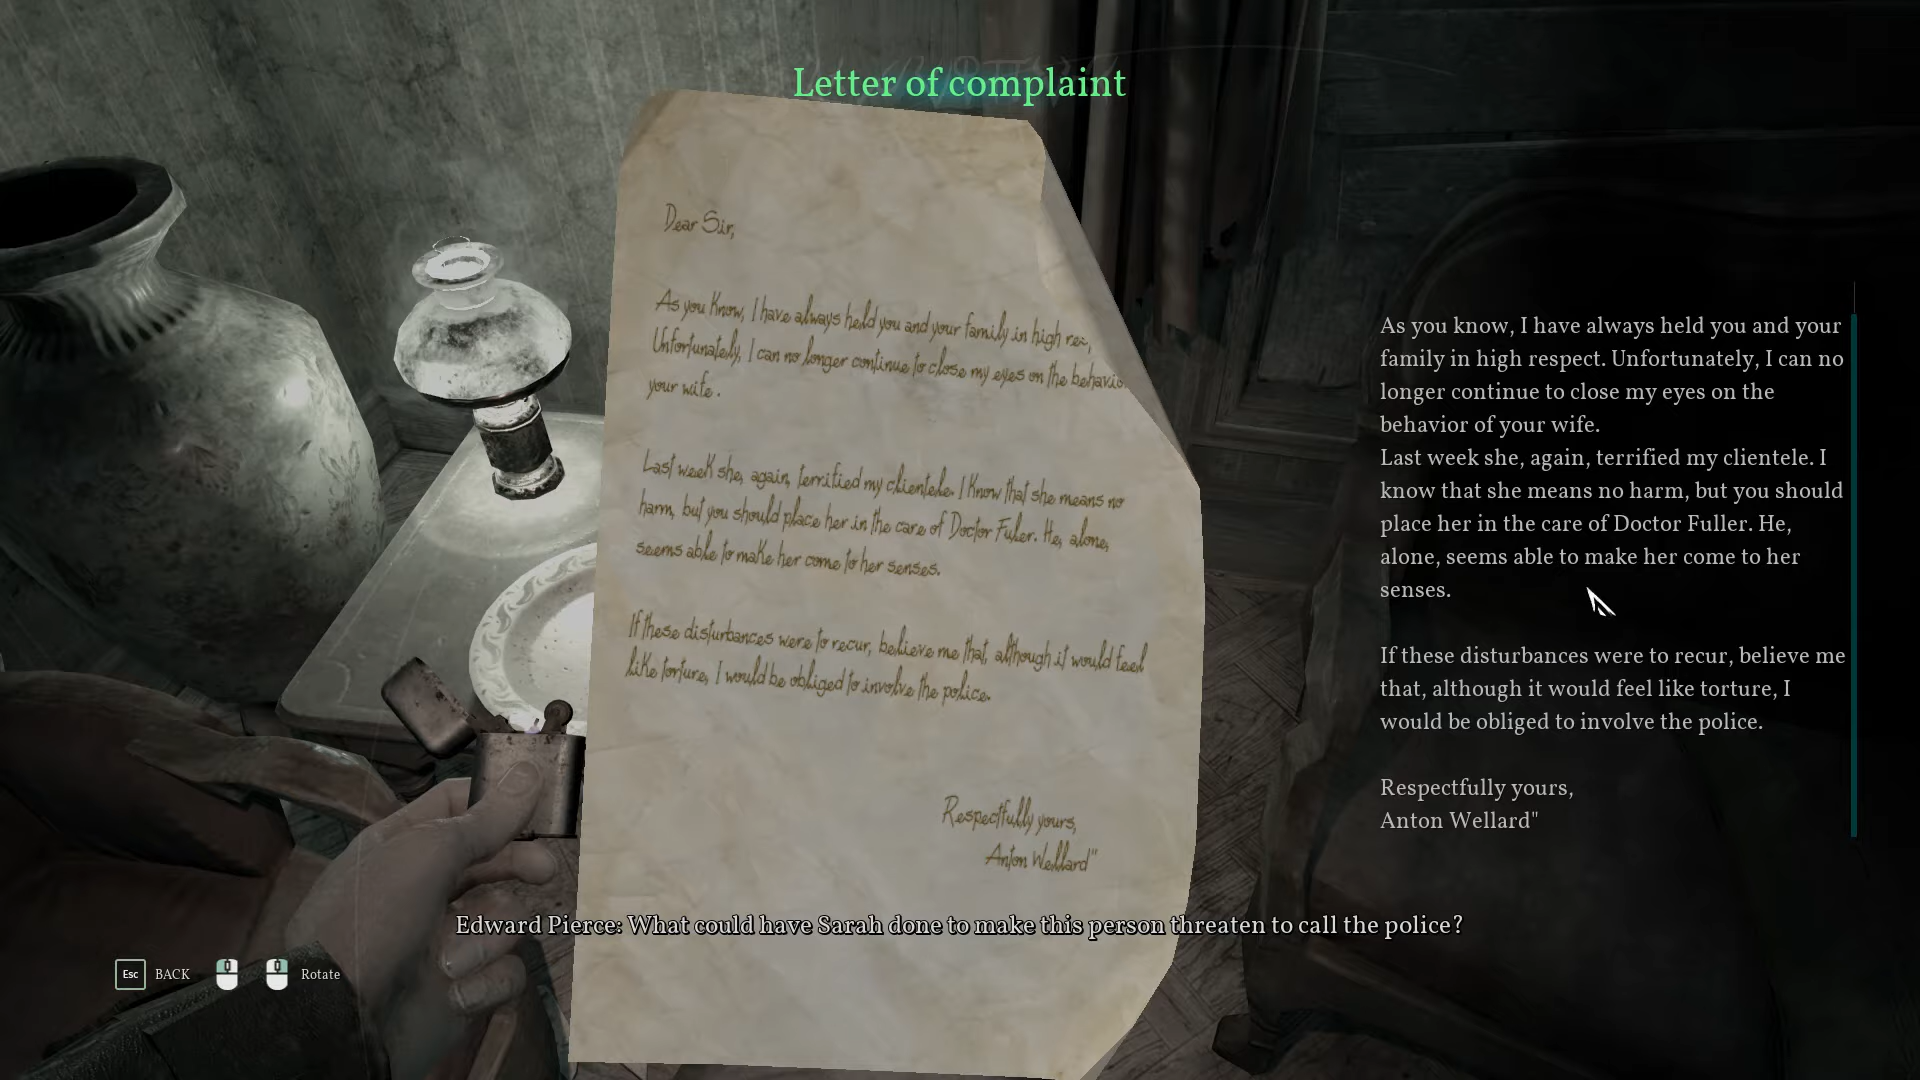 Letter of complaint
Dear Sir,
As you know, I have always held you and your family in high
Unfortunately, I can no longer continue to close my eyes on the behavio
your wife.
Last week she, again, terrified my clientele. I know that she means no
harm, but you should place her in the care of Doctor Fuller. He, alone,
seems able to make her come to her senses.
If these disturbances were to recur, believe me that, although it would feel
like torture, I would be obliged to involve the police.
Respectfully yours,
Anton Wellard"
As you know, I have always held you and your
family in high respect. Unfortunately, I can no
longer continue to close my eyes on the
behavior of your wife.
Last week she, again, terrified my clientele. I
know that she means no harm, but you should
place her in the care of Doctor Fuller. He,
alone, seems able to make her come to her
senses.
If these disturbances were to recur, believe me
that, although it would feel like torture, I
would be obliged to involve the police.
Respectfully yours,
Anton Wellard"
Edward Pierce: What could have Sarah done to make this person threaten to call the police?
Esc BACK Rotate